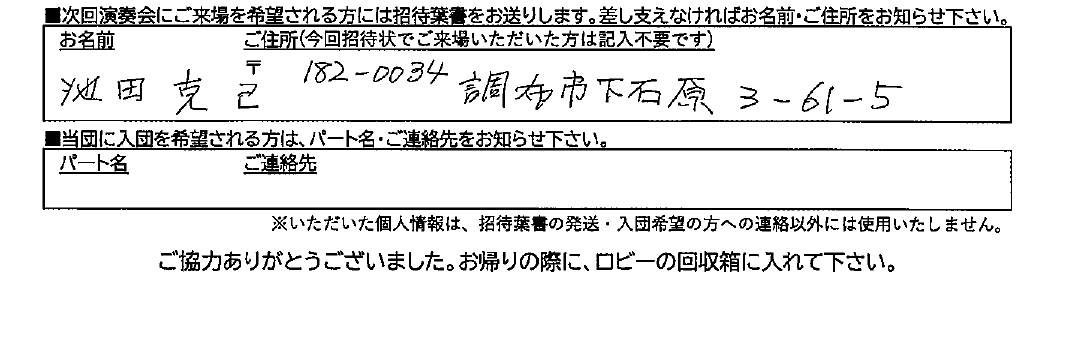 ■次回演奏会にご来場を希望される方には招待葉書をお送りします。差し支えなければお名前・ご住所をお知らせ下さい。
お名前 ご住所(今回招待状でご来場いただいた方は記入不要です)
〒 182-0034
池田 克己 調布市下石原 3-61-5
■当団に入団を希望される方は、パート名・ご連絡先をお知らせ下さい。
パート名 ご連絡先
※いただいた個人情報は、招待葉書の発送・入団希望の方への連絡以外には使用いたしません。
ご協力ありがとうございました。お帰りの際に、ロビーの回収箱に入れて下さい。